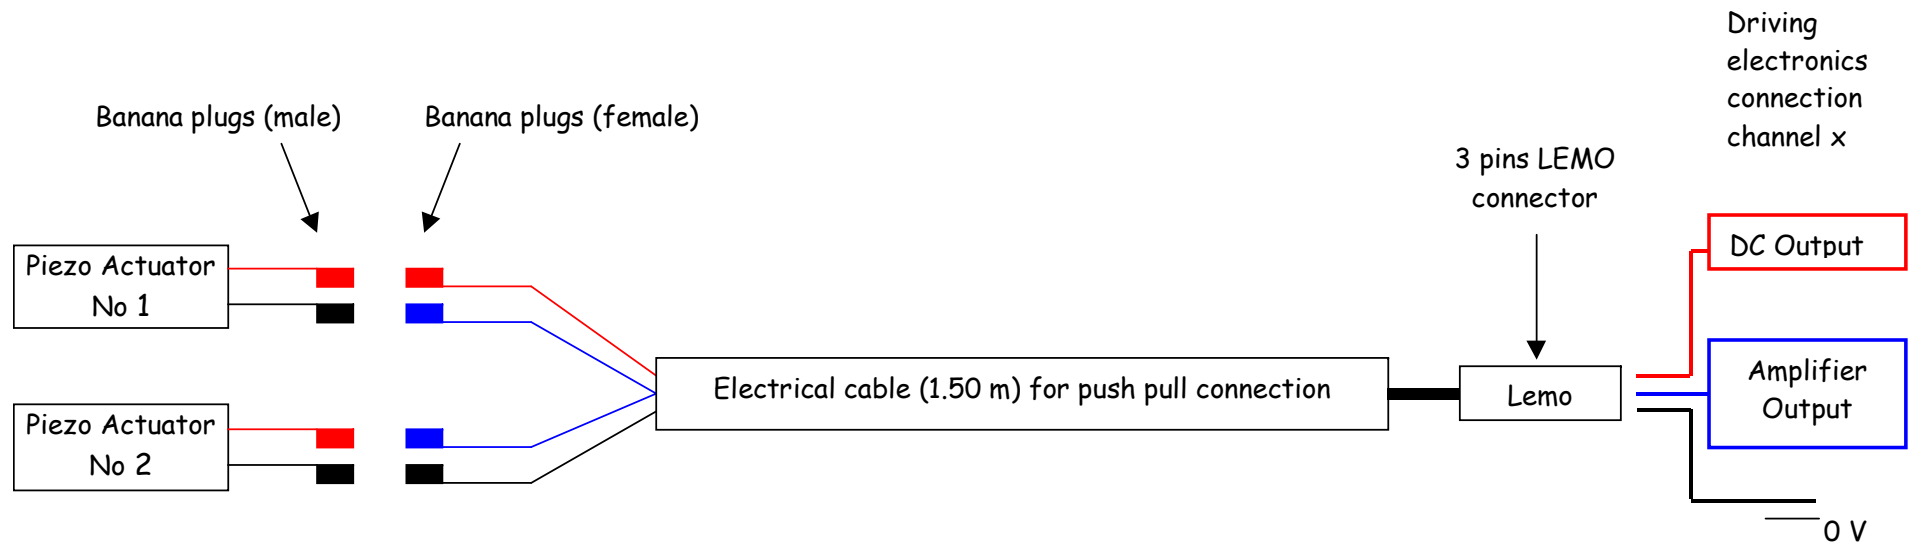 Driving
electronics
connection
channel x
Banana plugs (male)
Banana plugs (female)
3 pins LEMO
connector
Piezo Actuator
No 1
DC Output
Electrical cable (1.50 m) for push pull connection
Lemo
Amplifier
Output
Piezo Actuator
No 2
0 V